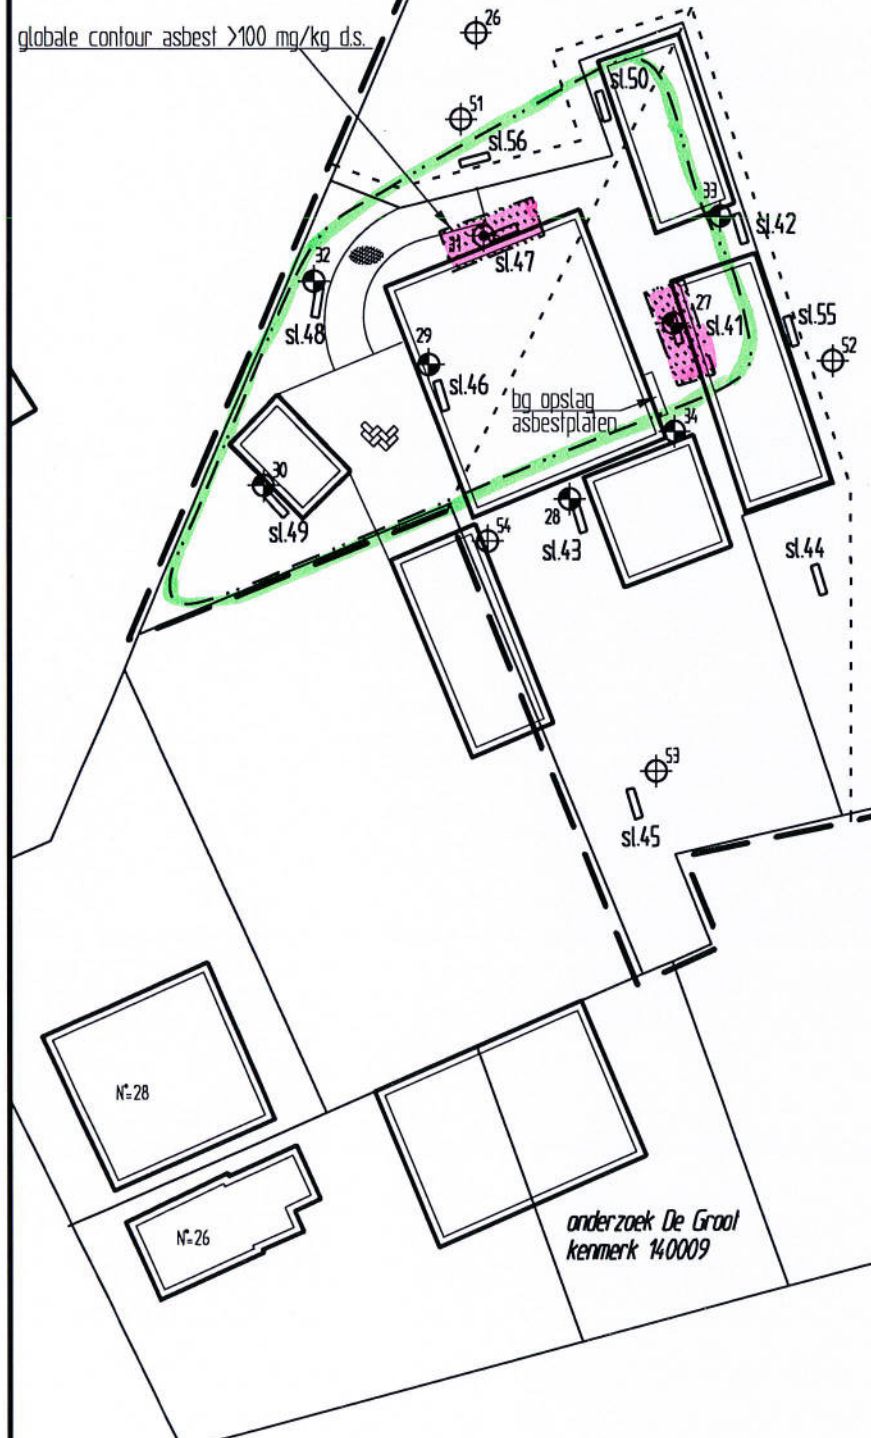 26
globale contour asbest >100 mg/kg d.s.
sl.50
51
sl.56
33
sl.42
31
sl.47
32
27
sl.41
sl.55
sl.48
29
52
sl.46
bg opslag
asbestplaten
34
30
28
sl.49
54
sl.43
sl.44
53
sl.45
N°=28
N°=26
onderzoek De Groot
kenmerk 140009